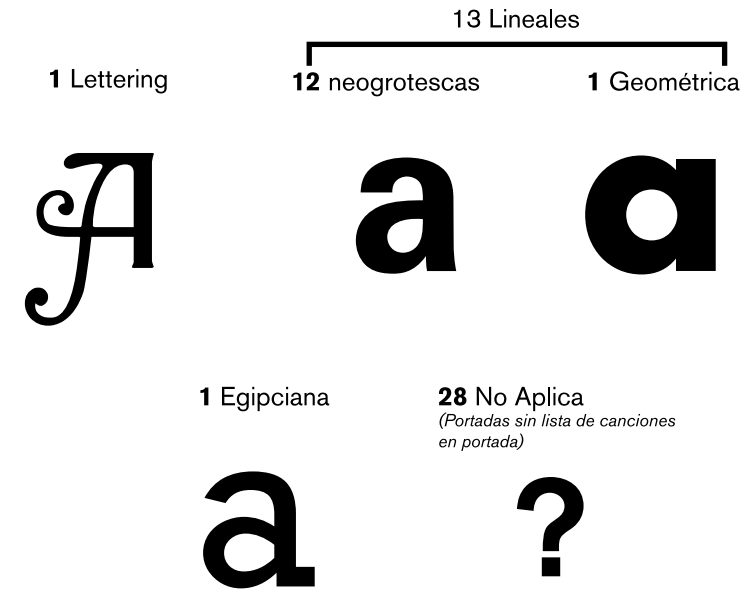 13 Lineales
1 Lettering
12 neogrotescas
1 Geométrica
A
a
a
1 Egipciana
28 No Aplica
(Portadas sin lista de canciones
en portada)
a
?